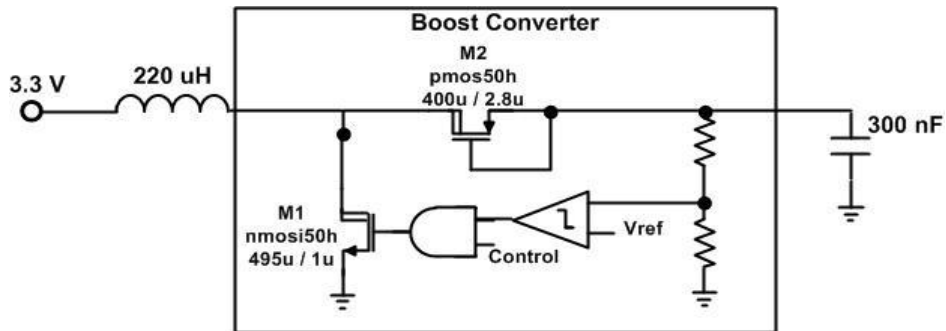 Boost Converter
3.3 V
220 uH
M2
pmos50h
400u / 2.8u
300 nF
M1
nmosi50h
495u / 1u
Control
Vref